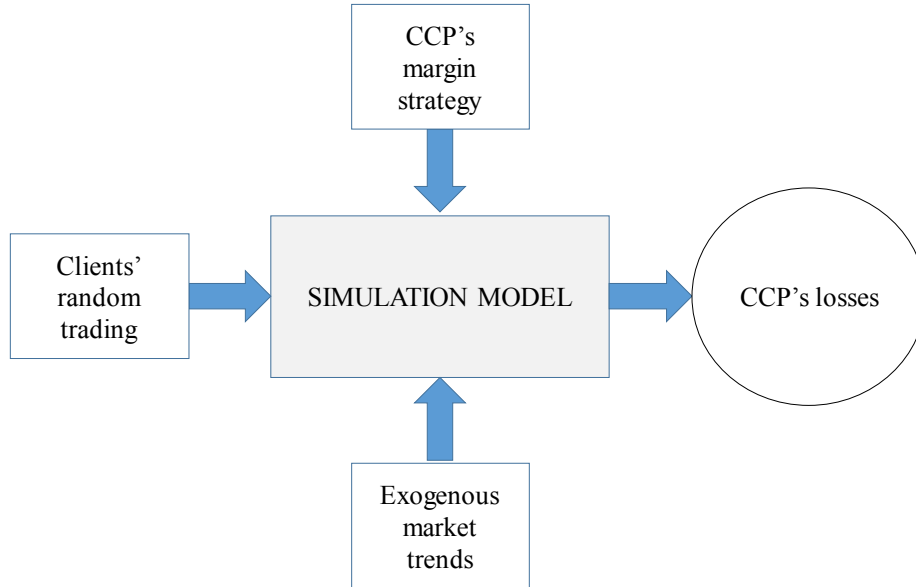 CCP’s
margin
strategy
Clients’
random
trading
SIMULATION MODEL
CCP’s losses
Exogenous
market
trends